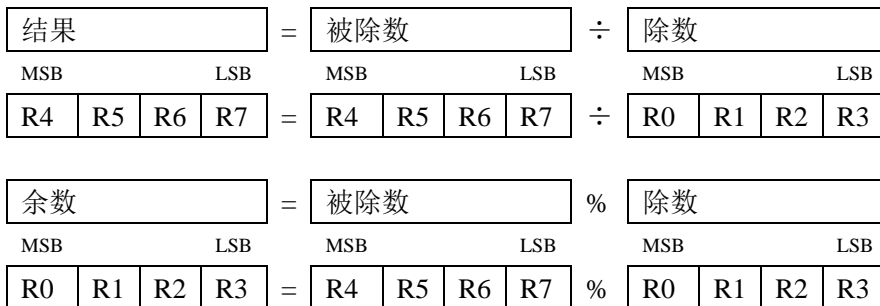 结果 = 被除数 ÷ 除数
MSB LSB MSB LSB MSB LSB
R4 R5 R6 R7 = R4 R5 R6 R7 ÷ R0 R1 R2 R3
余数 = 被除数 % 除数
MSB LSB MSB LSB MSB LSB
R0 R1 R2 R3 = R4 R5 R6 R7 % R0 R1 R2 R3